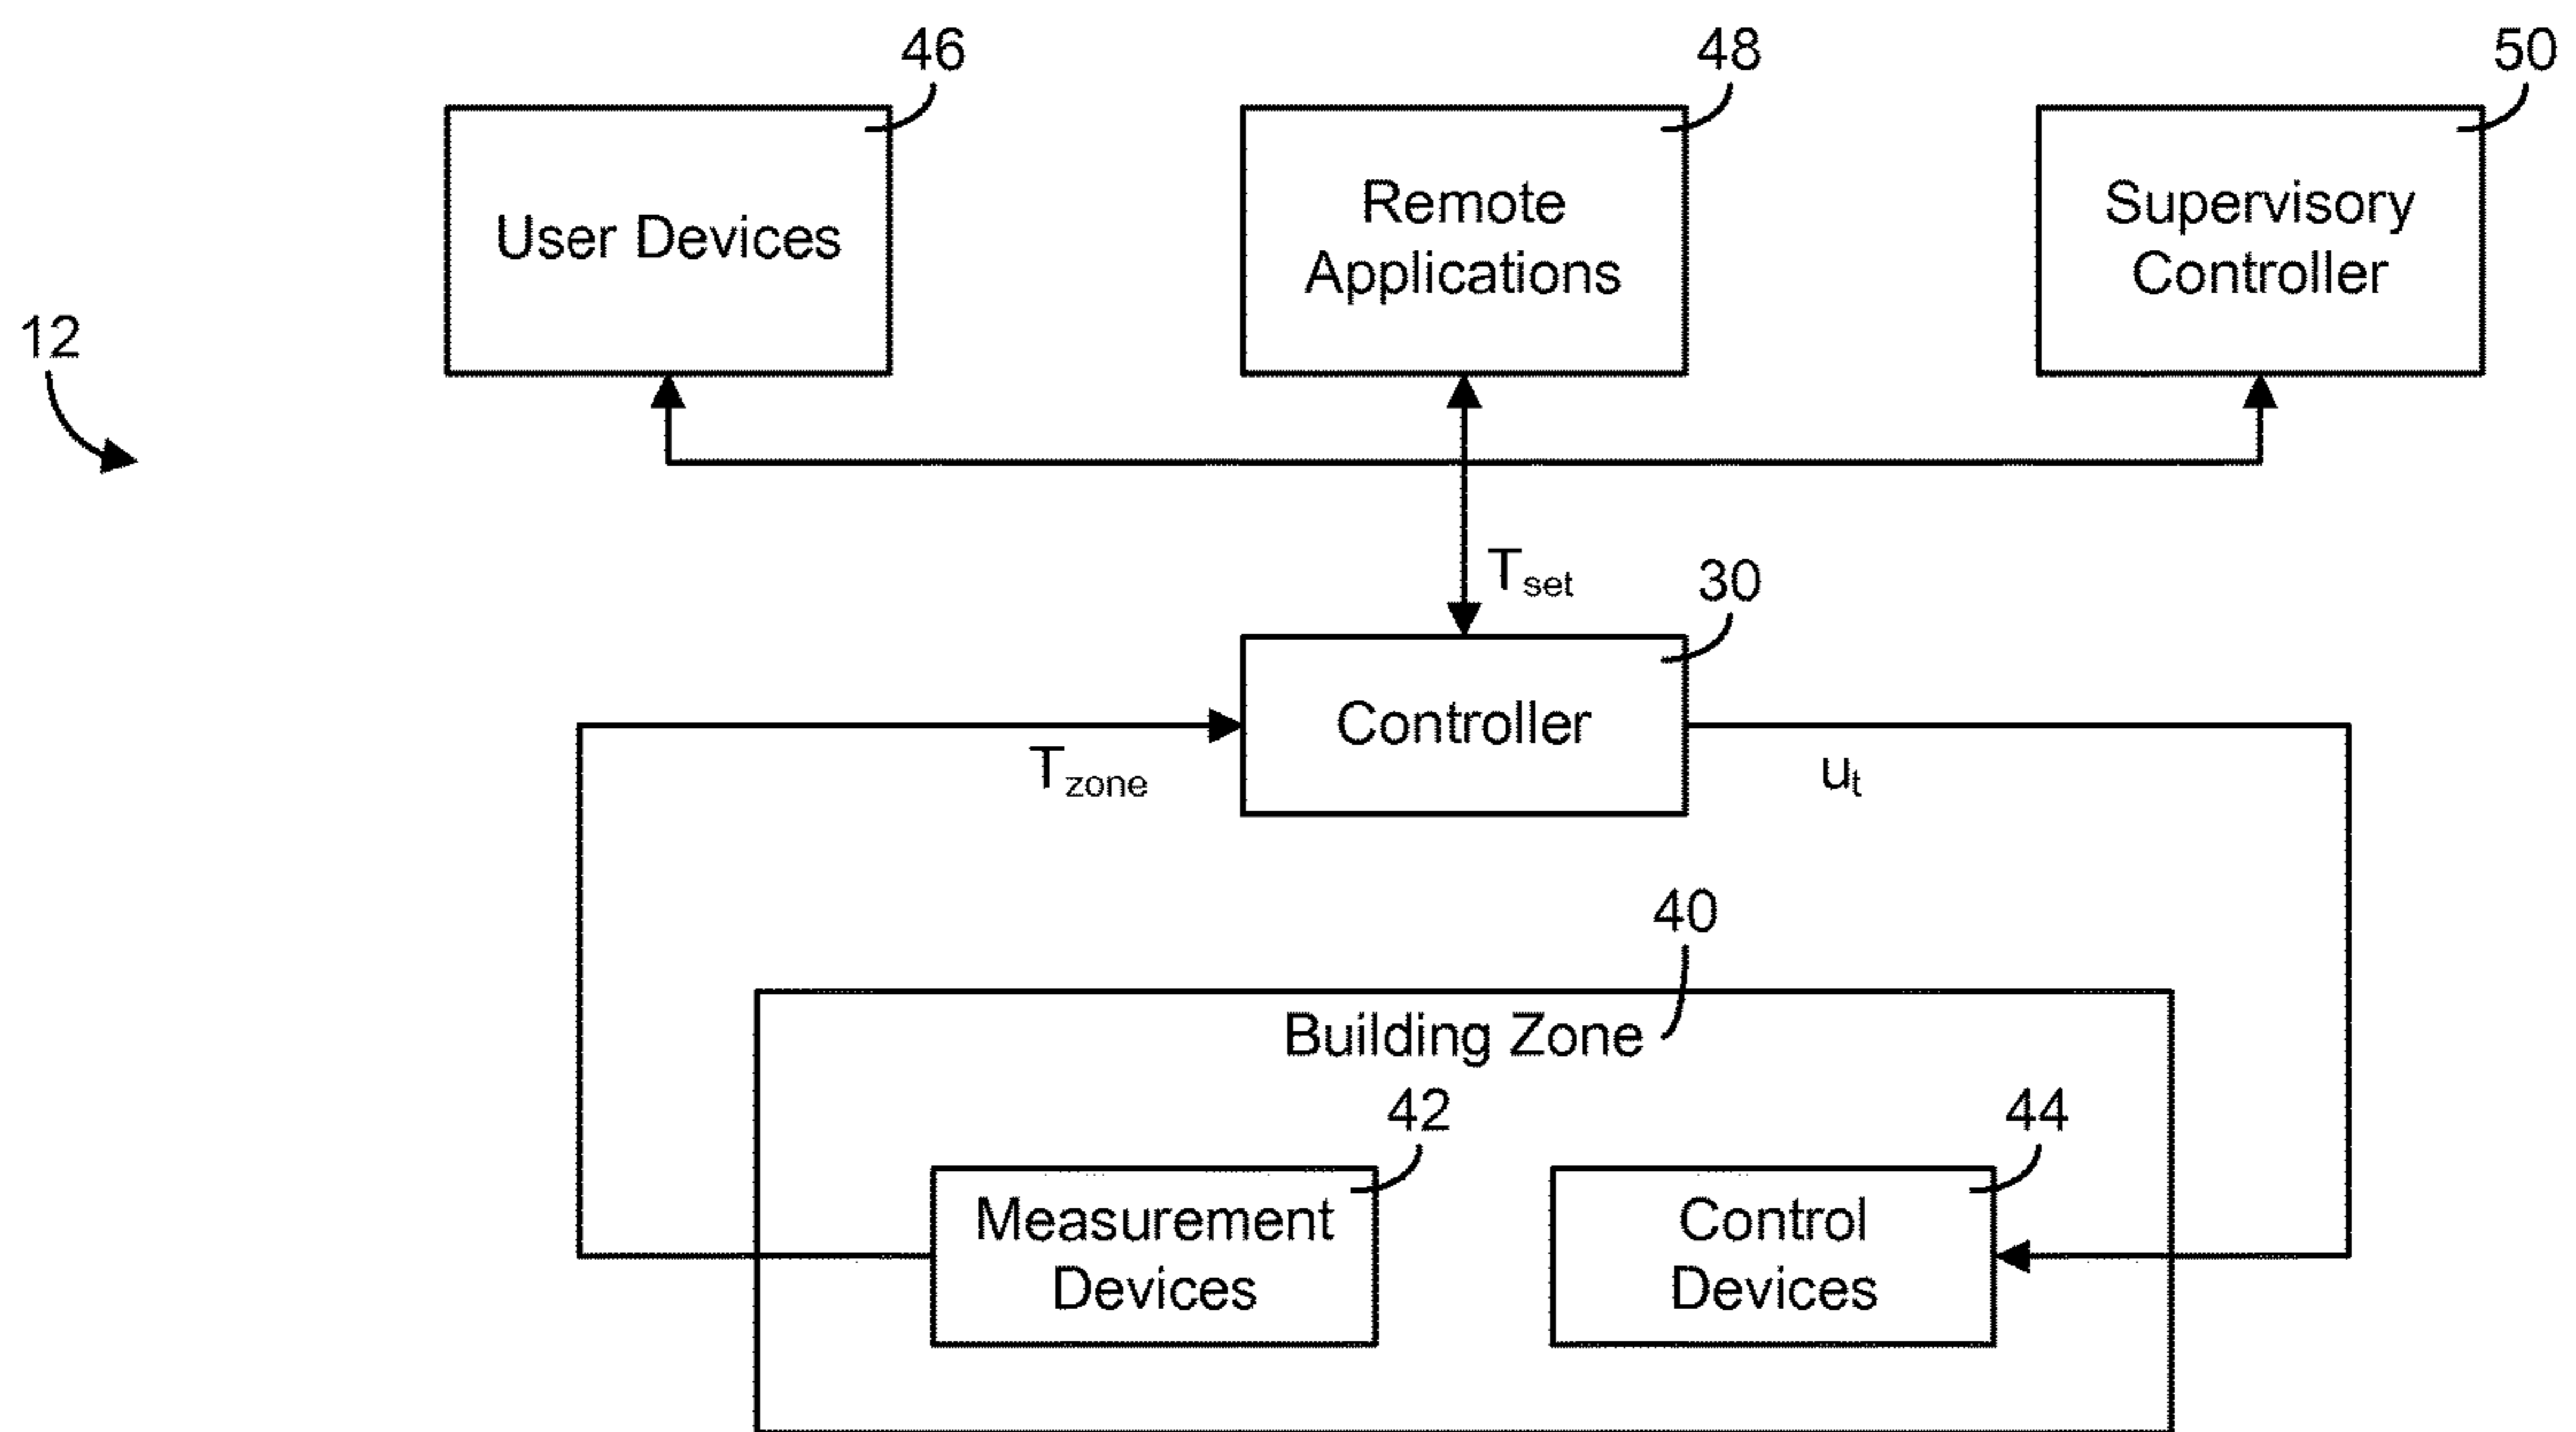 46
48
50
User Devices
Remote
Applications
Supervisory
Controller
12
Tset
30
Controller
Tzone
ut
40
Building Zone
42
44
Measurement
Devices
Control
Devices